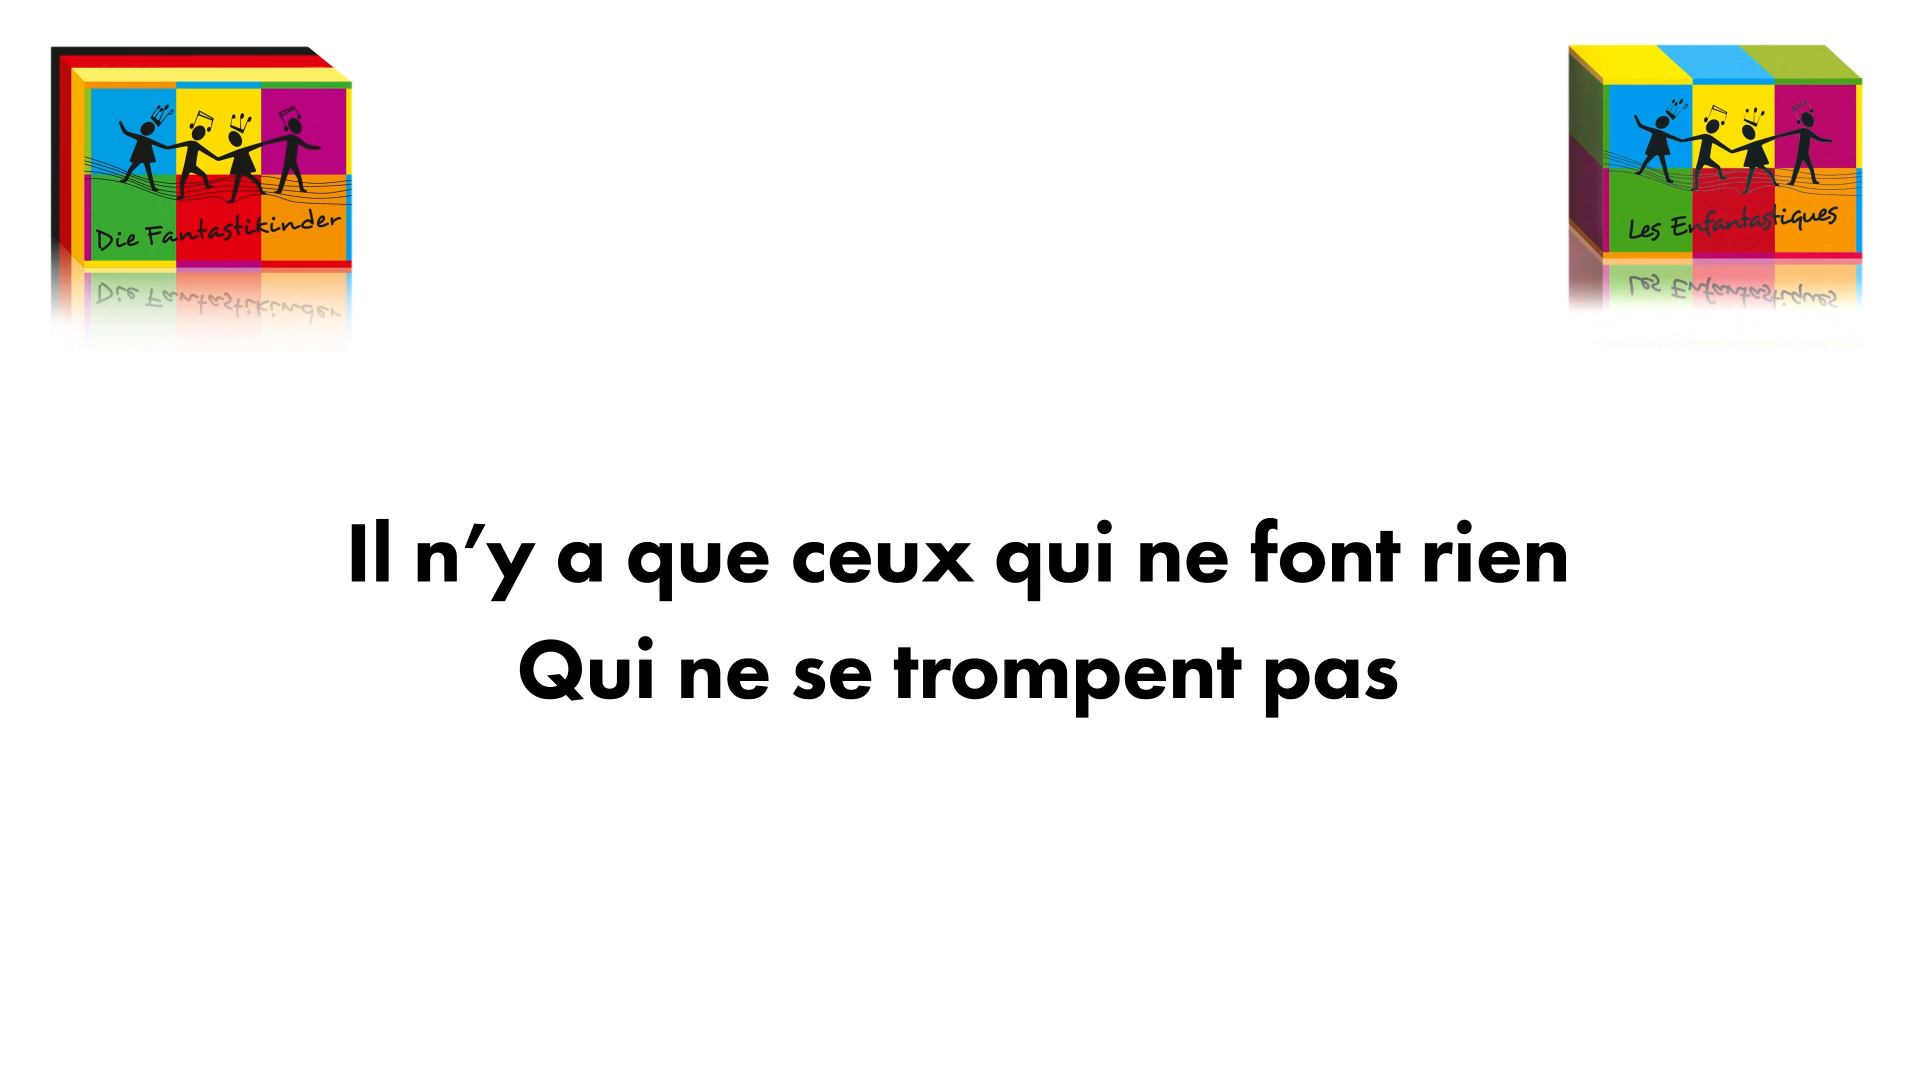 Die Fantastikinder
Les Enfantastiques
Il n’y a que ceux qui ne font rien
Qui ne se trompent pas